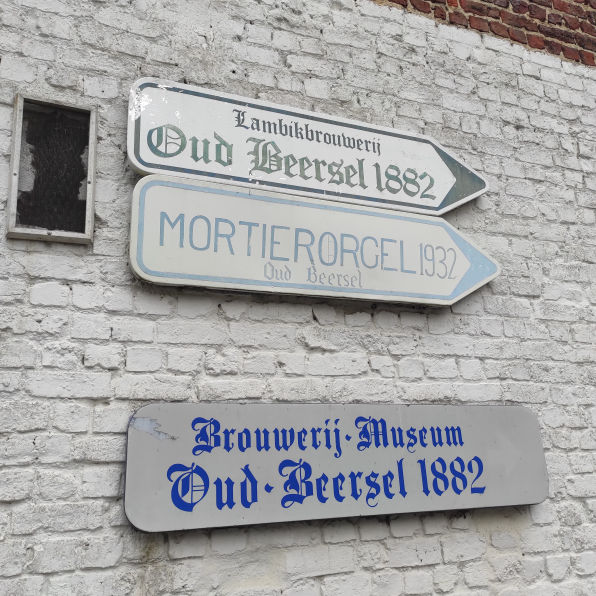 Lambikbrouwerij
Oud Beersel 1882
MORTIERORGEL 1932
Oud Beersel
Brouwerij·Museum
Oud·Beersel 1882